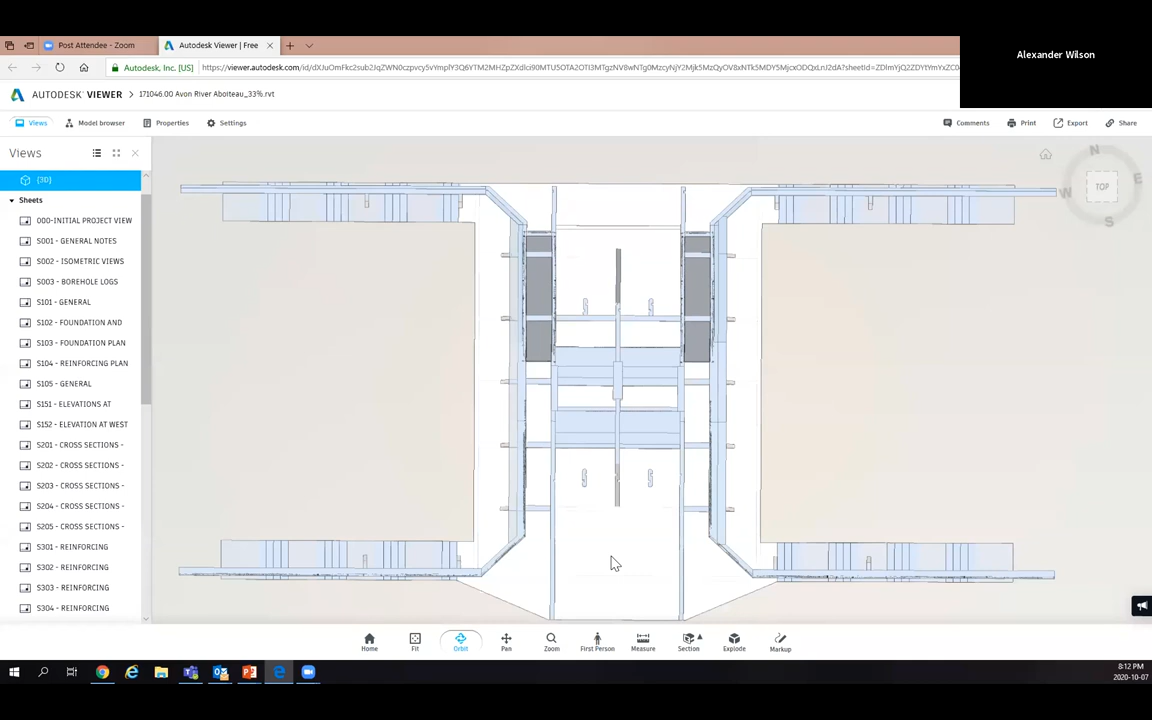 Alexander Wilson
Post Attendee - Zoom
Autodesk Viewer | Free
Autodesk, Inc. [US]
AUTODESK® VIEWER
171046.00 Avon River Aboiteau_33%.rvt
Views
Model browser
Properties
Settings
Comments
Print
Export
Share
Views
{3D}
Sheets
000-INITIAL PROJECT VIEW
S001 - GENERAL NOTES
S002 - ISOMETRIC VIEWS
S003 - BOREHOLE LOGS
S101 - GENERAL
S102 - FOUNDATION AND
S103 - FOUNDATION PLAN
S104 - REINFORCING PLAN
S105 - GENERAL
S151 - ELEVATIONS AT
S152 - ELEVATION AT WEST
S201 - CROSS SECTIONS -
S202 - CROSS SECTIONS -
S203 - CROSS SECTIONS -
S204 - CROSS SECTIONS -
S205 - CROSS SECTIONS -
S301 - REINFORCING
S302 - REINFORCING
S303 - REINFORCING
S304 - REINFORCING
N
W
TOP
E
S
Home
Fit
Orbit
Pan
Zoom
First Person
Measure
Section
Explode
Markup
8:12 PM
2020-10-07